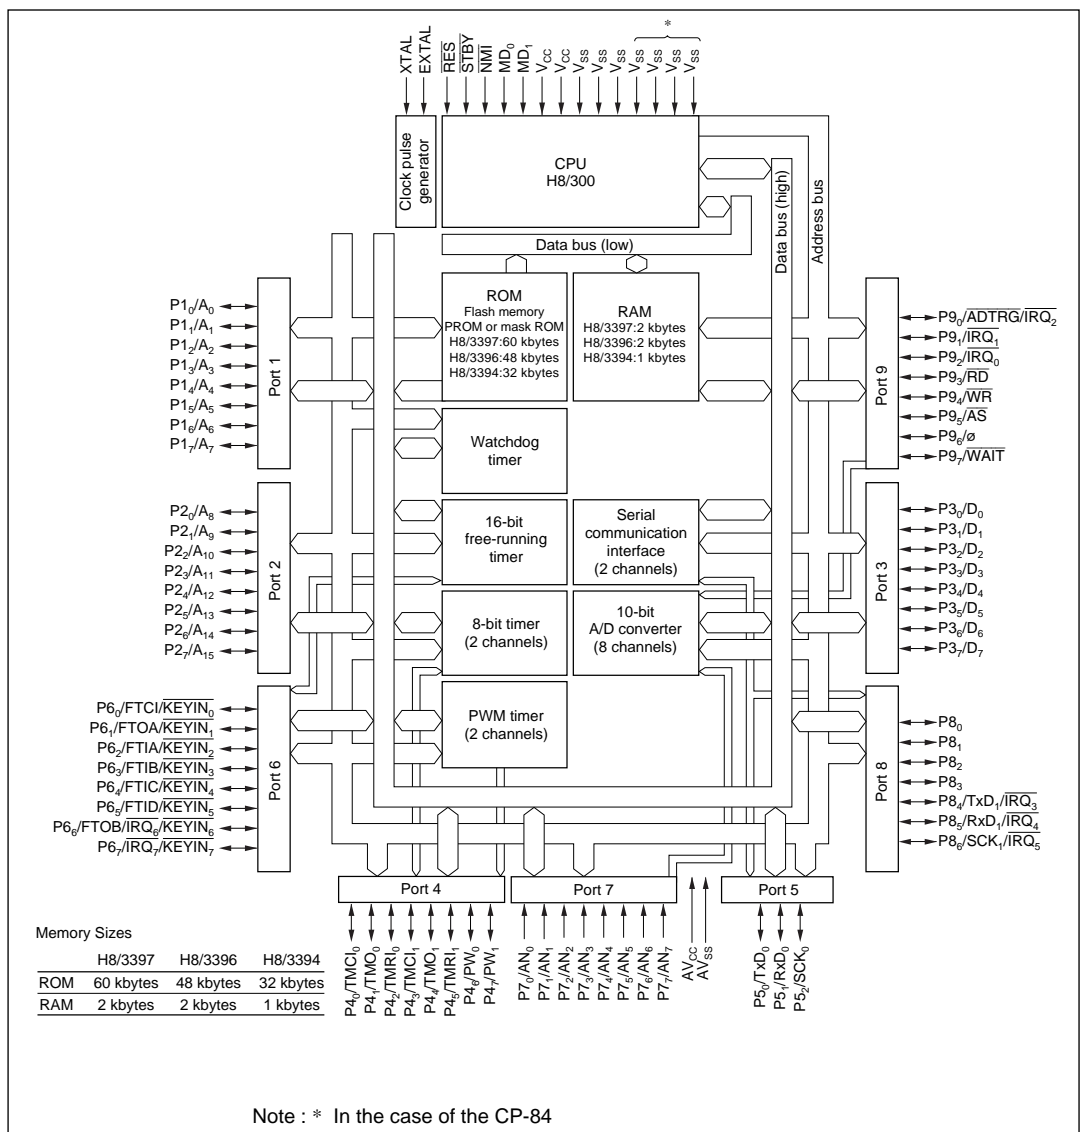 XTAL
EXTAL
RES
STBY
NMI
MD0
MD1
VCC
VCC
VSS
VSS
VSS
VSS
VSS
VSS
VSS
*
Clock pulse
generator
CPU
H8/300
Data bus (low)
Data bus (high)
Address bus
ROM
Flash memory
PROM or mask ROM
H8/3397:60 kbytes
H8/3396:48 kbytes
H8/3394:32 kbytes
RAM
H8/3397:2 kbytes
H8/3396:2 kbytes
H8/3394:1 kbytes
Watchdog
timer
16-bit
free-running
timer
Serial
communication
interface
(2 channels)
8-bit timer
(2 channels)
10-bit
A/D converter
(8 channels)
PWM timer
(2 channels)
P10/A0
P11/A1
P12/A2
P13/A3
P14/A4
P15/A5
P16/A6
P17/A7
Port 1
P20/A8
P21/A9
P22/A10
P23/A11
P24/A12
P25/A13
P26/A14
P27/A15
Port 2
P60/FTCI/KEYIN0
P61/FTOA/KEYIN1
P62/FTIA/KEYIN2
P63/FTIB/KEYIN3
P64/FTIC/KEYIN4
P65/FTID/KEYIN5
P66/FTOB/IRQ6/KEYIN6
P67/IRQ7/KEYIN7
Port 6
Port 9
P90/ADTRG/IRQ2
P91/IRQ1
P92/IRQ0
P93/RD
P94/WR
P95/AS
P96/ø
P97/WAIT
Port 3
P30/D0
P31/D1
P32/D2
P33/D3
P34/D4
P35/D5
P36/D6
P37/D7
Port 8
P80
P81
P82
P83
P84/TxD1/IRQ3
P85/RxD1/IRQ4
P86/SCK1/IRQ5
Port 4
P40/TMCI0
P41/TMO0
P42/TMRI0
P43/TMCI1
P44/TMO1
P45/TMRI1
P46/PW0
P47/PW1
Port 7
P70/AN0
P71/AN1
P72/AN2
P73/AN3
P74/AN4
P75/AN5
P76/AN6
P77/AN7
AVCC
AVSS
Port 5
P50/TxD0
P51/RxD0
P52/SCK0
Memory Sizes
H8/3397 H8/3396 H8/3394
ROM 60 kbytes 48 kbytes 32 kbytes
RAM 2 kbytes 2 kbytes 1 kbytes
Note : * In the case of the CP-84